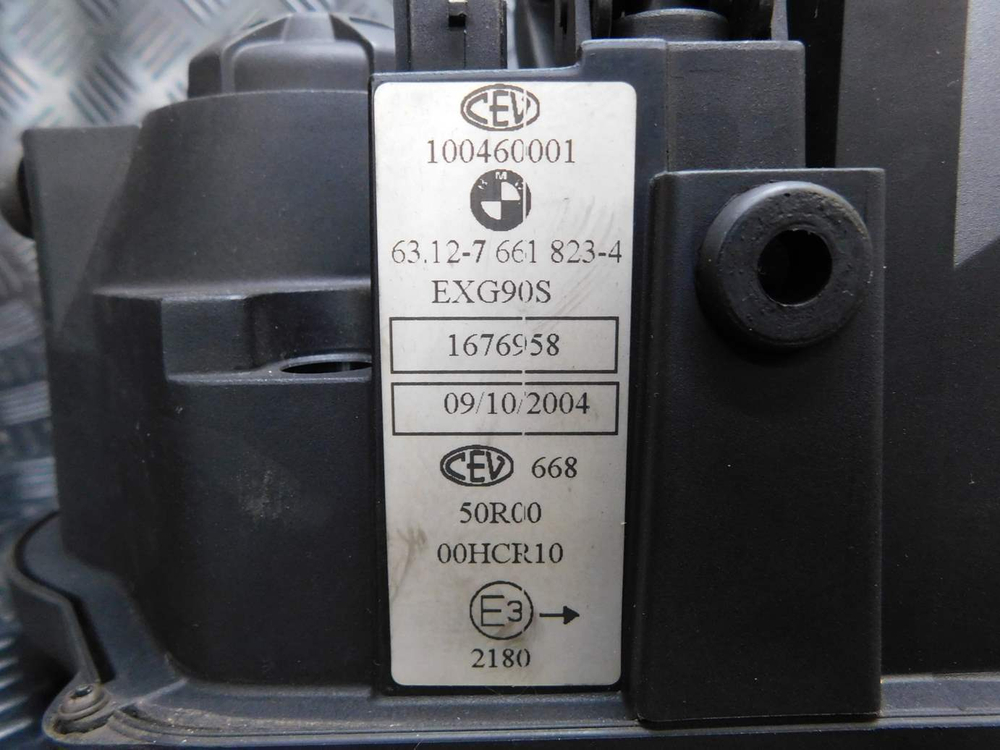 CEV
100460001
BMW
63.12-7 661 823-4
EXG90S
1676958
09/10/2004
CEV 668
50R00
00HCR10
E3 →
2180